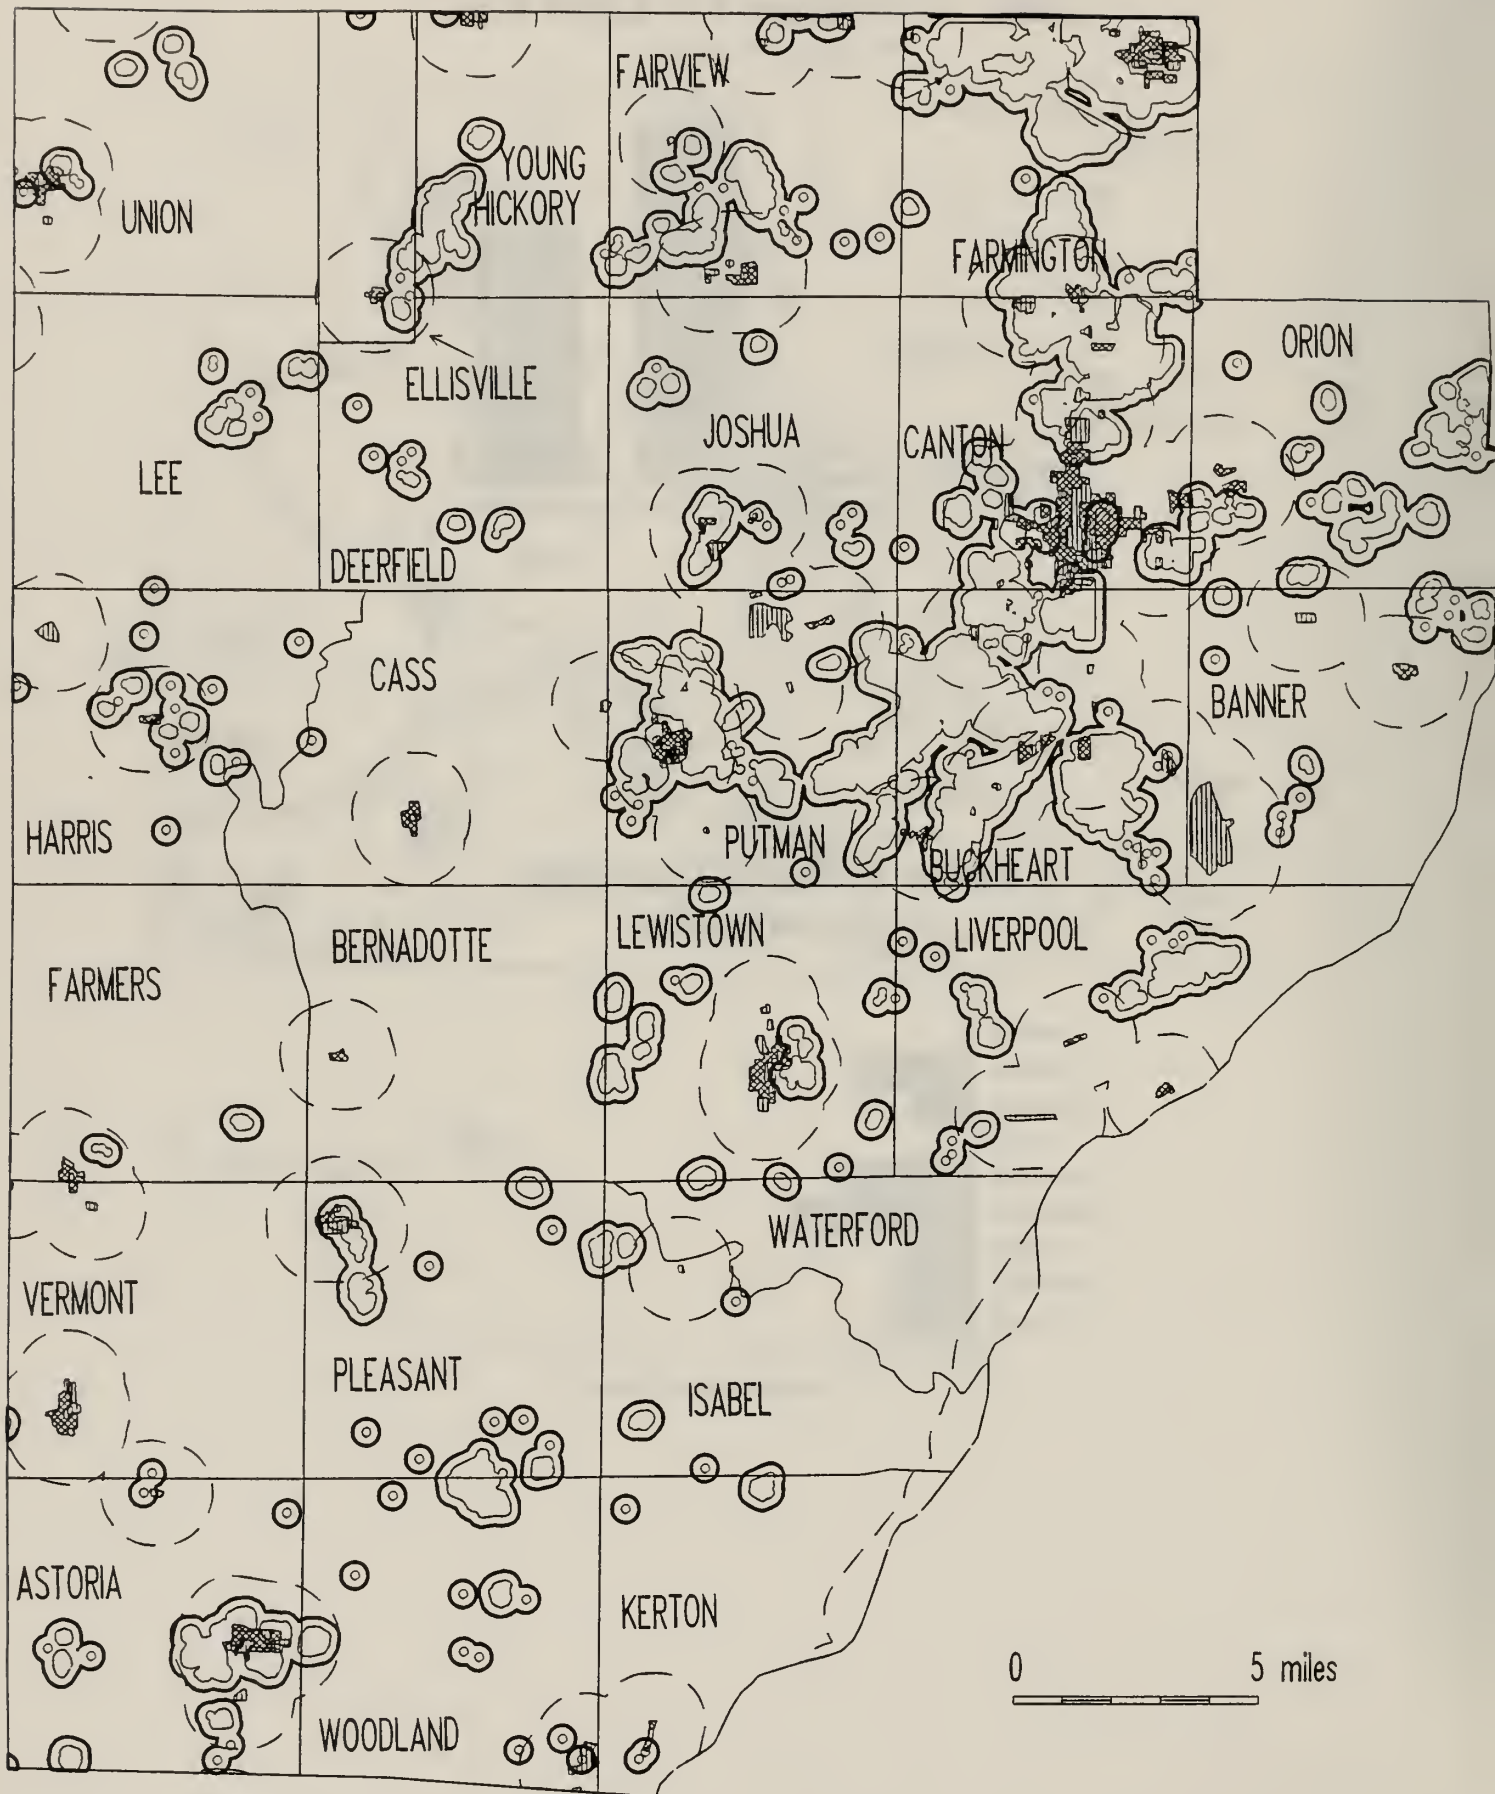 FAIRVIEW
YOUNG
HICKORY
UNION
FARMINGTON
ORION
ELLISVILLE
JOSHUA
CANTON
LEE
DEERFIELD
CASS
BANNER
HARRIS
PUTMAN
BUCKHEART
LEWISTOWN
LIVERPOOL
BERNADOTTE
FARMERS
WATERFORD
VERMONT
PLEASANT
ISABEL
ASTORIA
KERTON
0 5 miles
WOODLAND